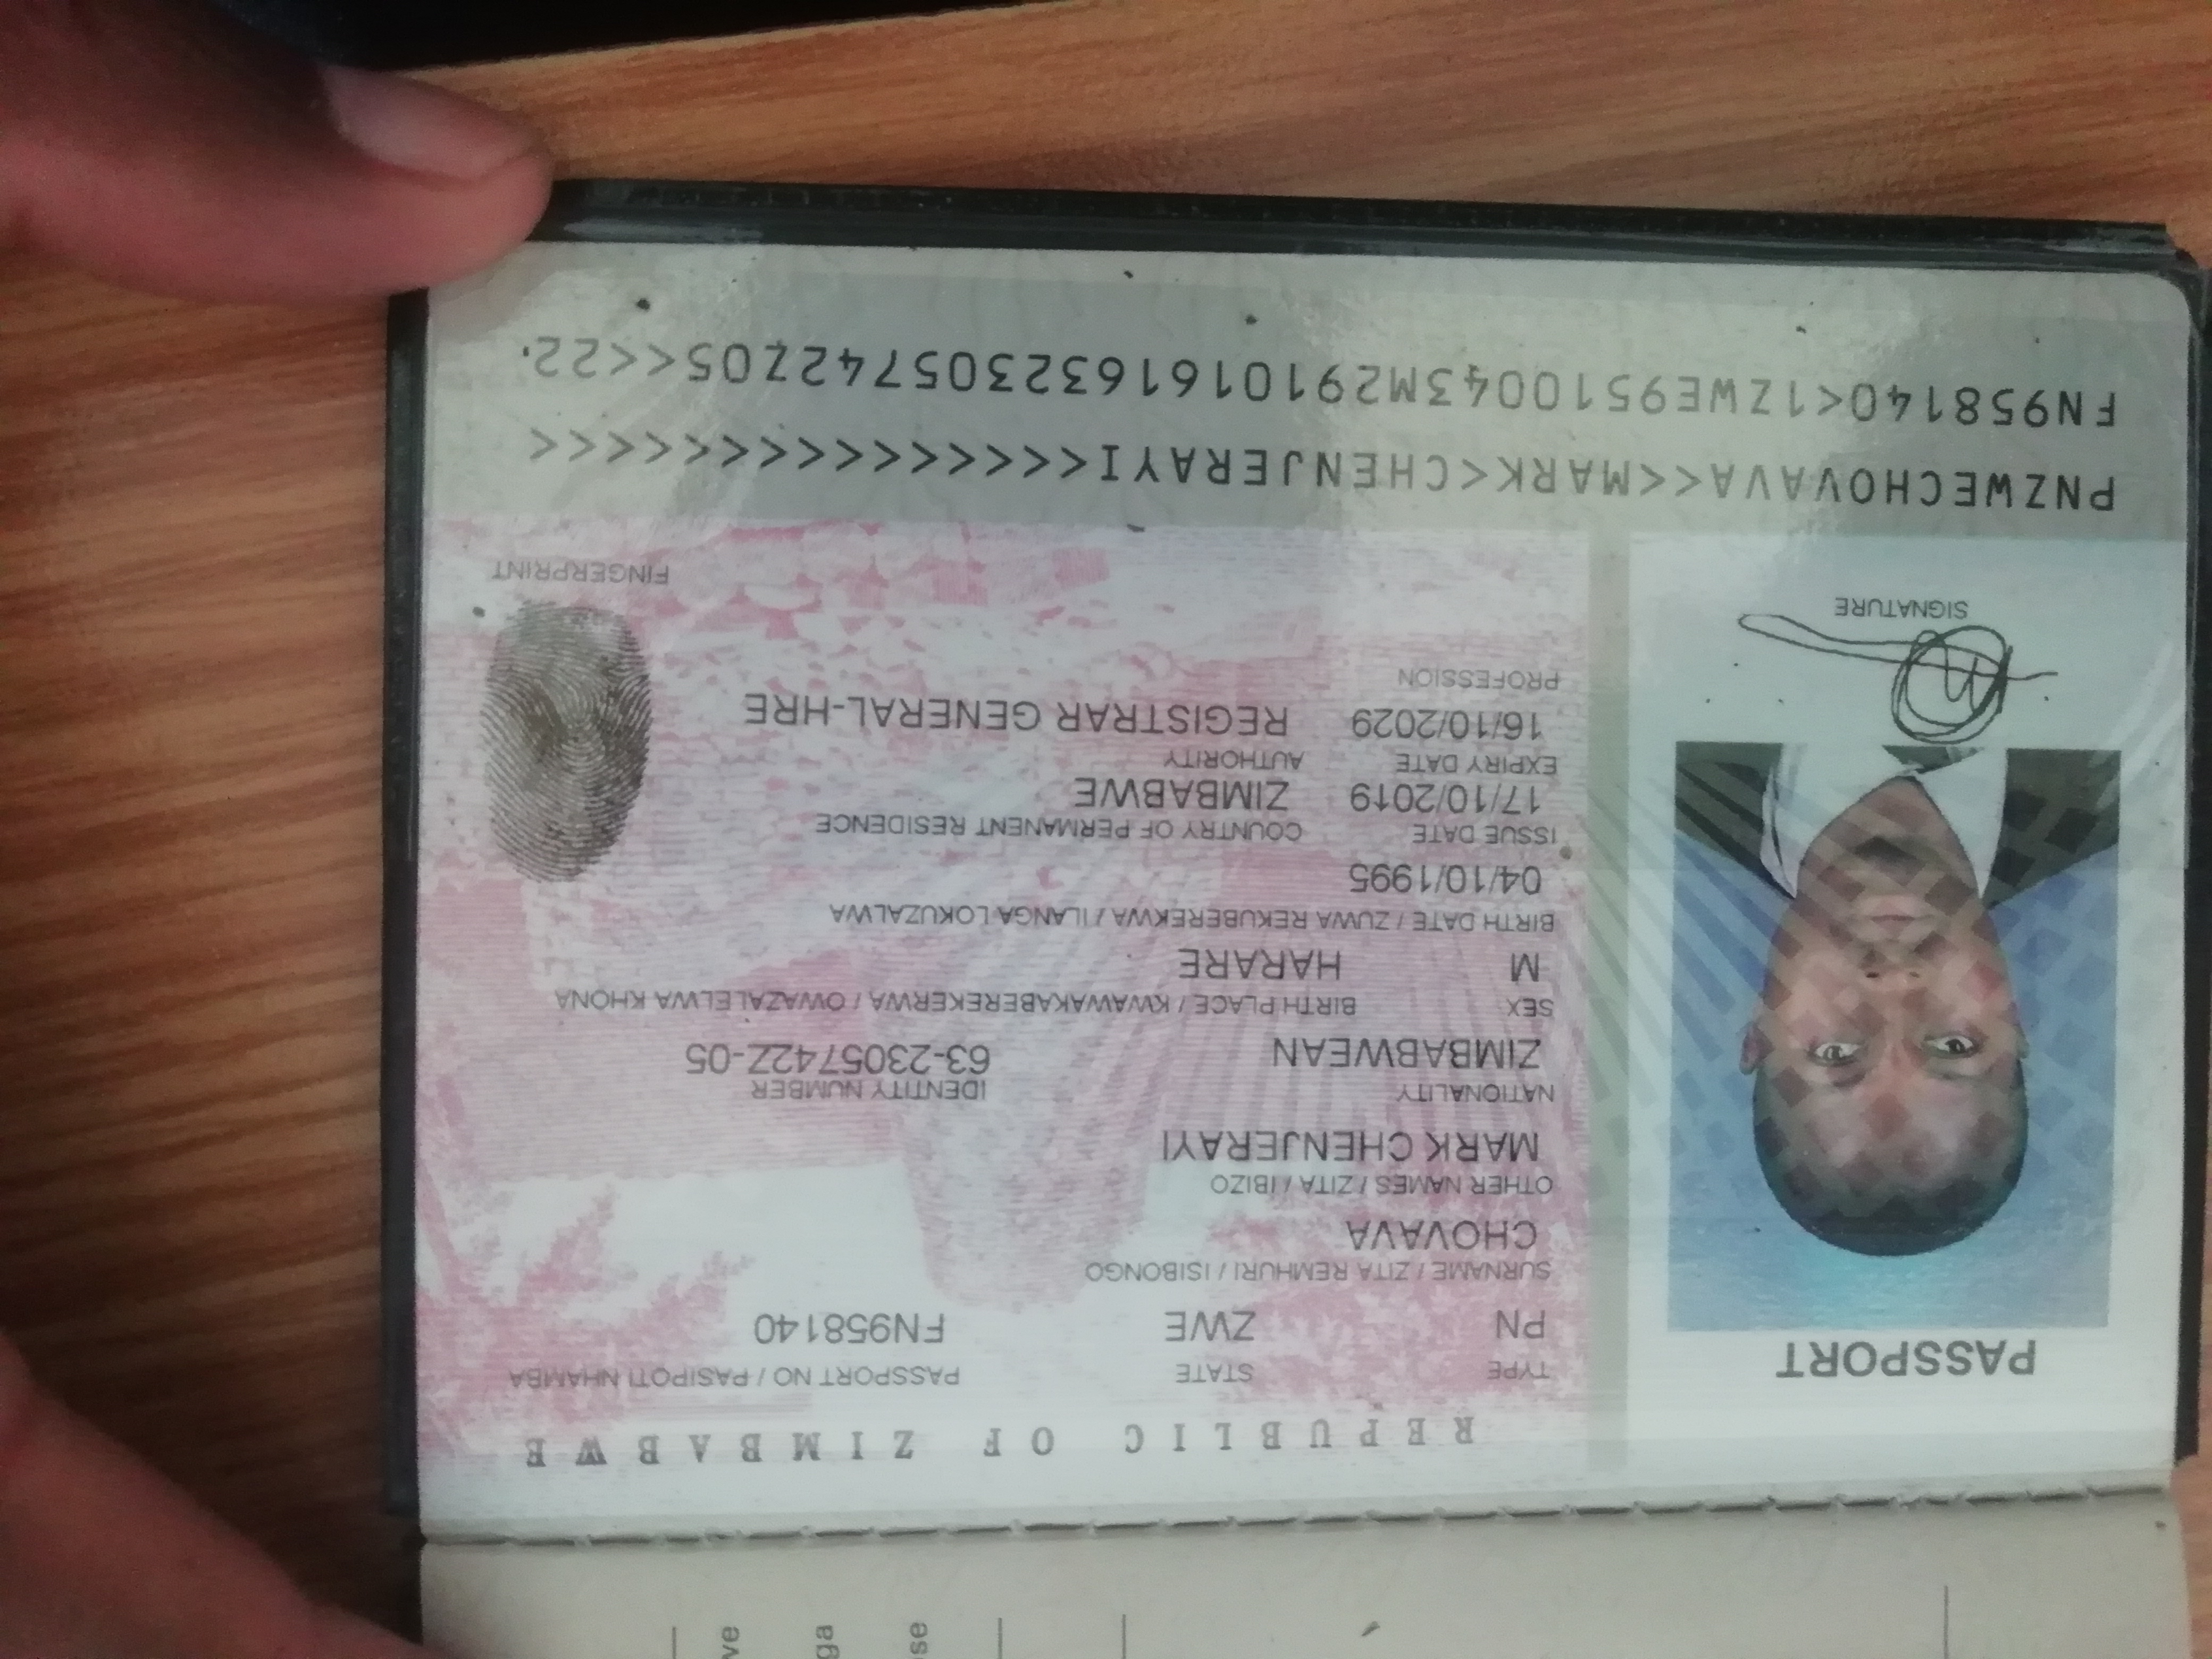 REPUBLIC OF ZIMBABWE
PASSPORT
TYPE STATE PASSPORT NO / PASIPOTI NHAMBA
PN ZWE FN958140
SURNAME / ZITA REMHURI / ISIBONGO
CHOVAVA
OTHER NAMES / ZITA / IBIZO
MARK CHENJERAYI
NATIONALITY IDENTITY NUMBER
ZIMBABWEAN 63-2305742Z-05
SEX BIRTH PLACE / KWAWAKABEREKERWA / OWAZALELWA KHONA
M HARARE
BIRTH DATE / ZUWA REKUBEREKWA / ILANGA LOKUZALWA
04/10/1995
ISSUE DATE COUNTRY OF PERMANENT RESIDENCE
17/10/2019 ZIMBABWE
EXPIRY DATE AUTHORITY
16/10/2029 REGISTRAR GENERAL-HRE
PROFESSION
SIGNATURE
FINGERPRINT
PNZWECHOVAVA<<MARK<CHENJERAYI<<<<<<<<<<<<<<<
FN958140<1ZWE9510043M2910161632305742Z05<<22